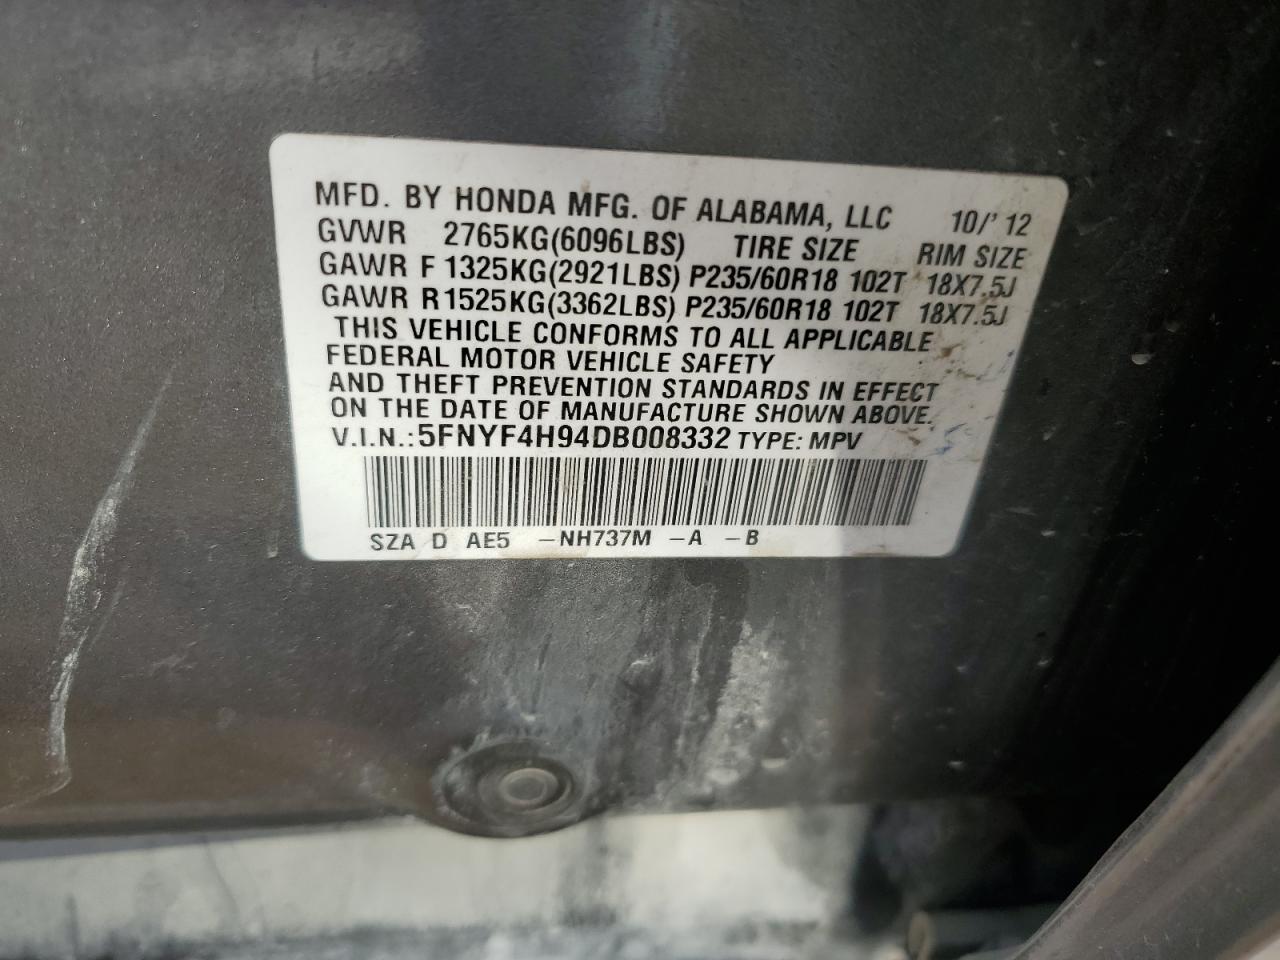 MFD. BY HONDA MFG. OF ALABAMA, LLC 10/'12
GVWR 2765KG(6096LBS) TIRE SIZE RIM SIZE
GAWR F 1325KG(2921LBS) P235/60R18 102T 18X7.5J
GAWR R1525KG(3362LBS) P235/60R18 102T 18X7.5J
THIS VEHICLE CONFORMS TO ALL APPLICABLE
FEDERAL MOTOR VEHICLE SAFETY
AND THEFT PREVENTION STANDARDS IN EFFECT
ON THE DATE OF MANUFACTURE SHOWN ABOVE.
V.I.N.:5FNYF4H94DB008332 TYPE: MPV
SZA D AE5 -NH737M -A -B